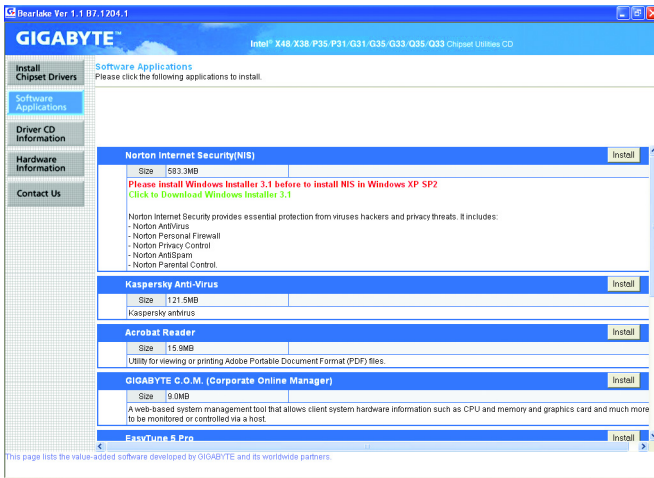 Bearlake Ver 1.1 B7.1204.1
GIGABYTE™
Intel® X48/X38/P35/P31/G31/G35/G33/Q35/Q33 Chipset Utilities CD
Install
Chipset Drivers
Software
Applications
Driver CD
Information
Hardware
Information
Contact Us
Software Applications
Please click the following applications to install.
Norton Internet Security(NIS) Install
Size 583.3MB
Please install Windows Installer 3.1 before to install NIS in Windows XP SP2
Click to Download Windows Installer 3.1
Norton Internet Security provides essential protection from viruses hackers and privacy threats. It includes:
- Norton AntiVirus
- Norton Personal Firewall
- Norton Privacy Control
- Norton AntiSpam
- Norton Parental Control.
Kaspersky Anti-Virus Install
Size 121.5MB
Kaspersky antvirus
Acrobat Reader Install
Size 15.9MB
Utility for viewing or printing Adobe Portable Document Format (PDF) files.
GIGABYTE C.O.M. (Corporate Online Manager) Install
Size 9.0MB
A web-based system management tool that allows client system hardware information such as CPU and memory and graphics card and much more
to be monitored or controlled via a host.
EasyTune 5 Pro Install
This page lists the value-added software developed by GIGABYTE and its worldwide partners.